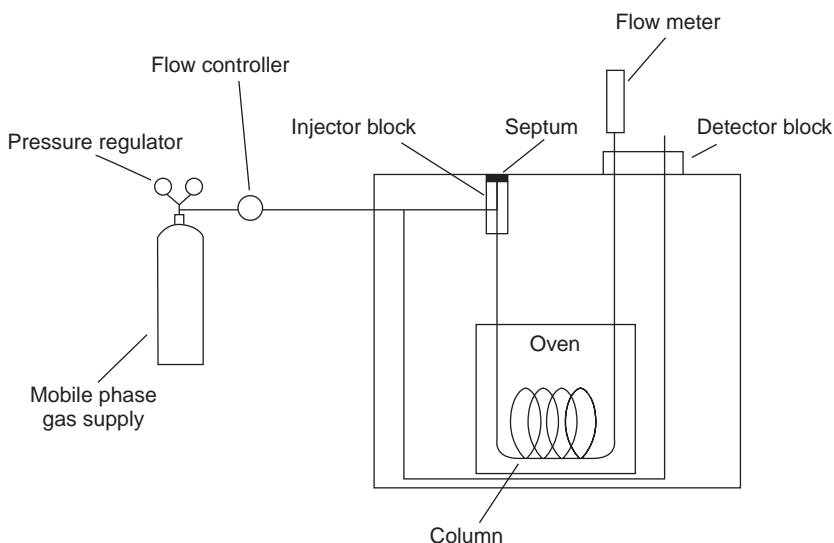 Flow meter
Flow controller
Injector block
Septum
Detector block
Pressure regulator
Oven
Mobile phase
gas supply
Column